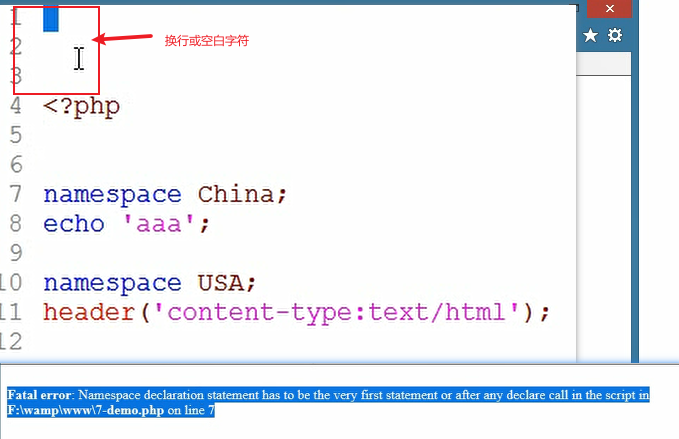 1
换行或空白字符
2
3
4 <?php
5
6
7 namespace China;
8 echo 'aaa';
9
10 namespace USA;
11 header('content-type:text/html');
12
Fatal error: Namespace declaration statement has to be the very first statement or after any declare call in the script in
F:\wamp\www\7-demo.php on line 7